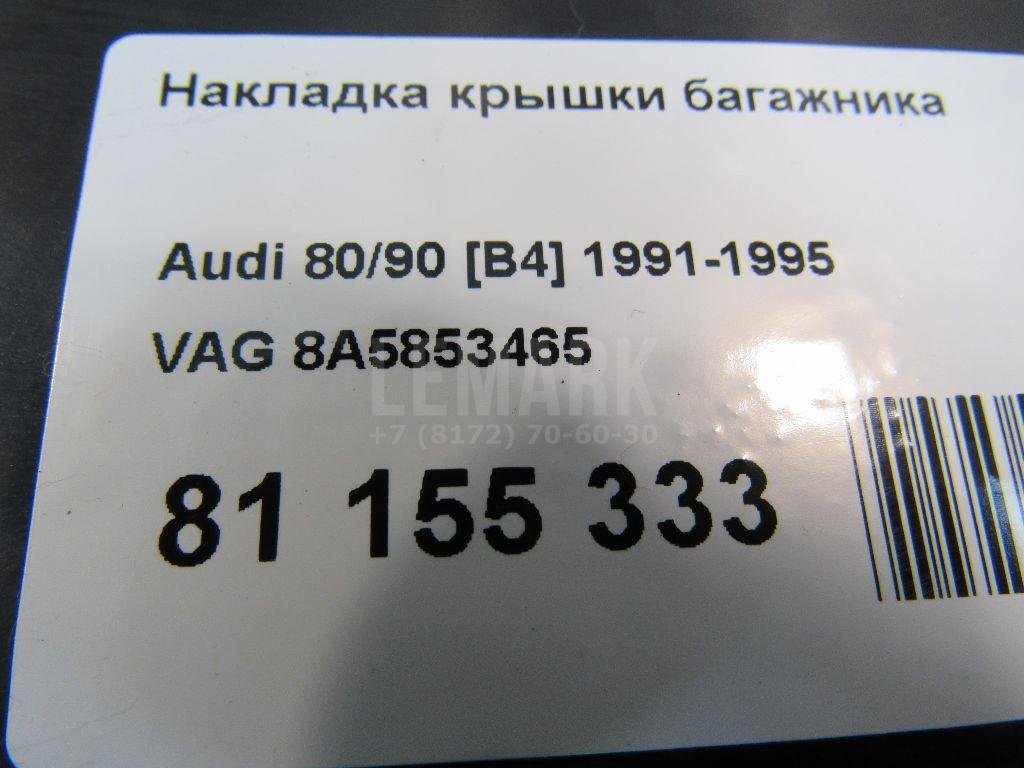 Накладка крышки багажника
Audi 80/90 [B4] 1991-1995
VAG 8A5853465
LEMARK
+7 (8172) 70-60-30
81 155 333